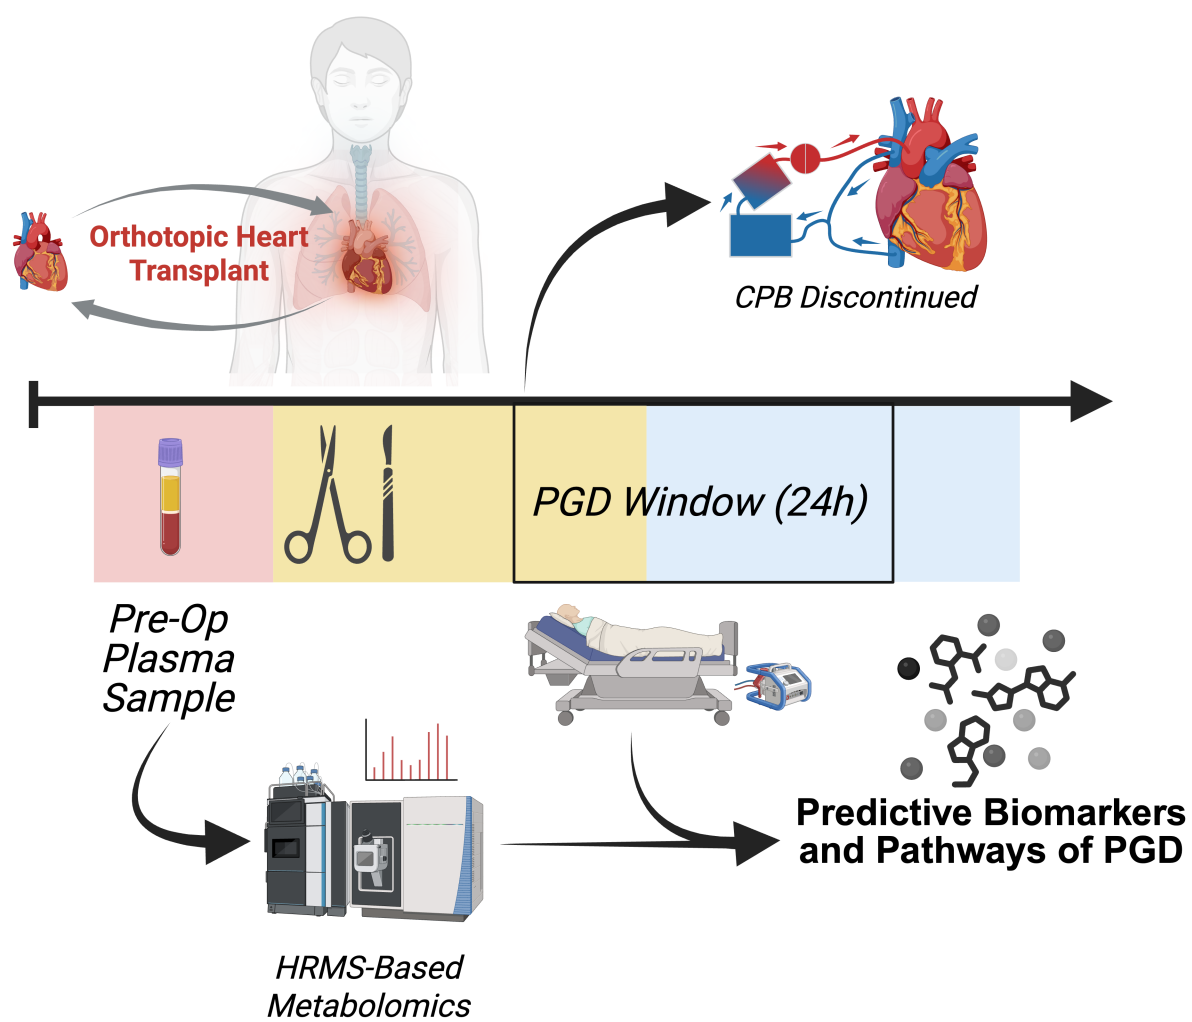 Orthotopic Heart
Transplant
CPB Discontinued
PGD Window (24h)
Pre-Op
Plasma
Sample
HRMS-Based
Metabolomics
Predictive Biomarkers
and Pathways of PGD